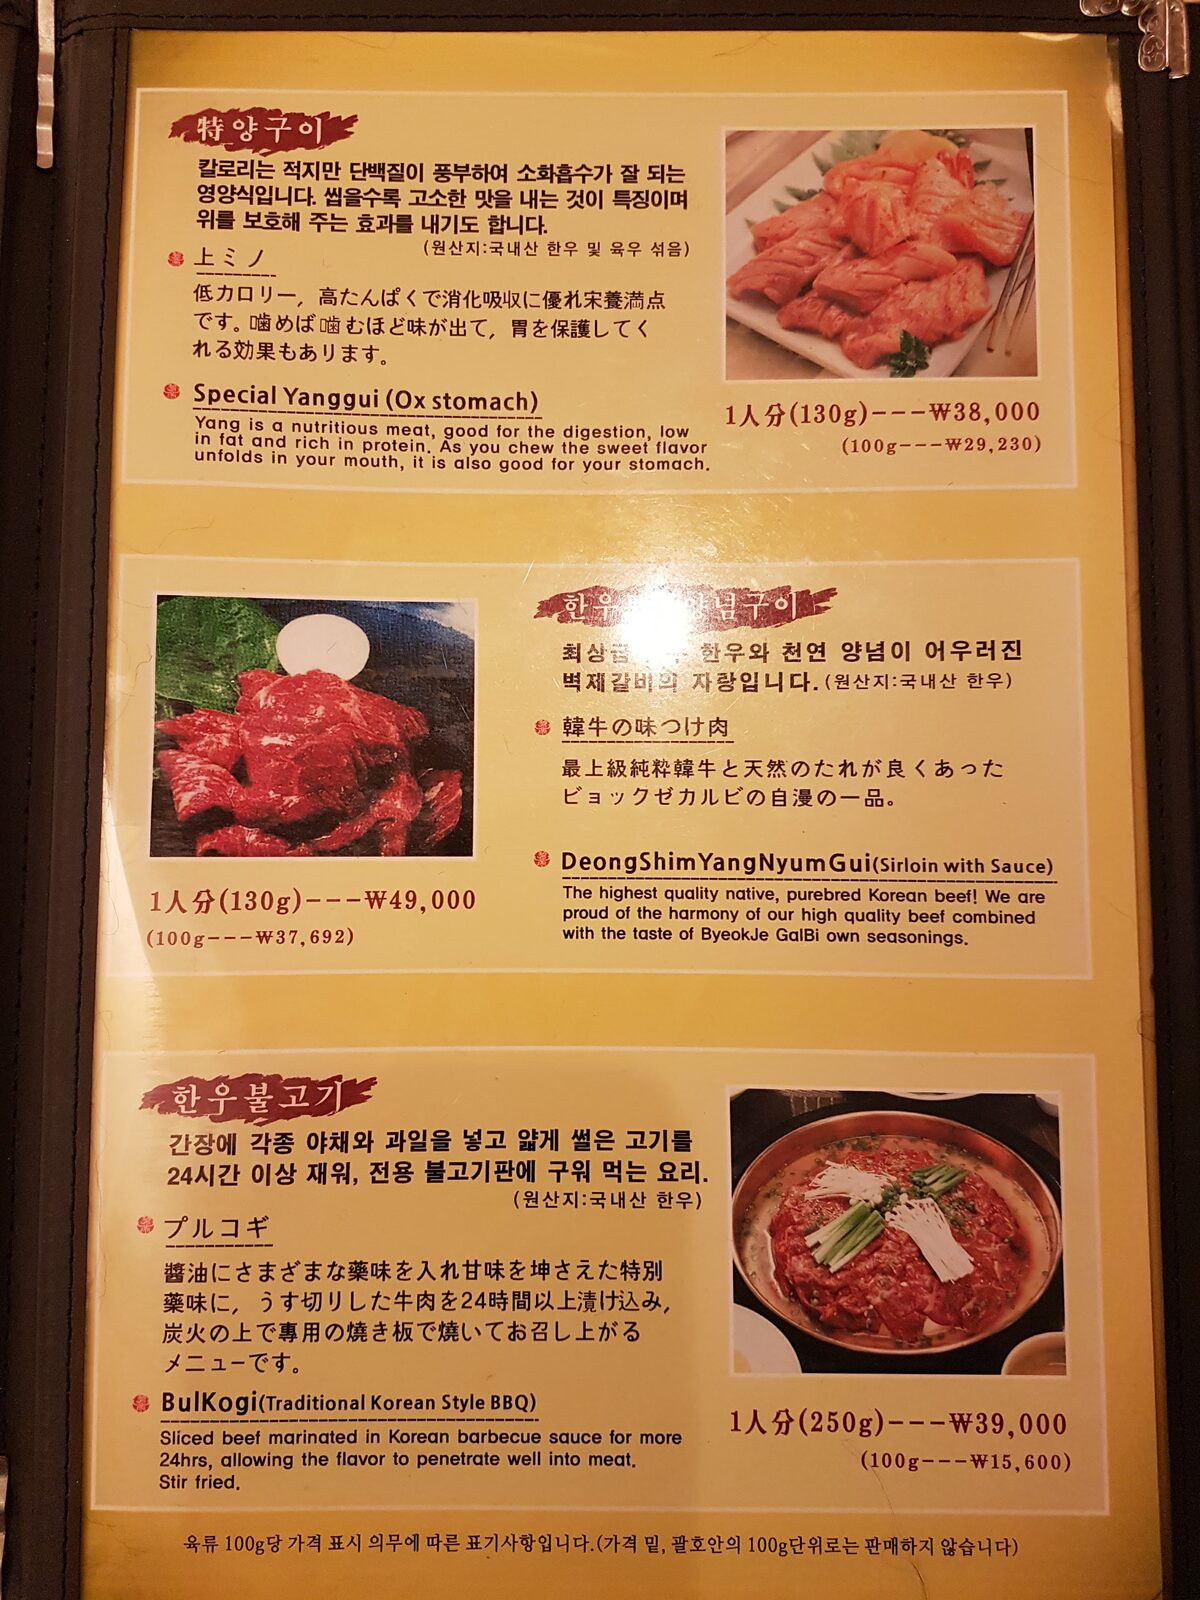 特양구이
칼로리는 적지만 단백질이 풍부하여 소화흡수가 잘 되는
영양식입니다. 씹을수록 고소한 맛을 내는 것이 특징이며
위를 보호해 주는 효과를 내기도 합니다.
(원산지:국내산 한우 및 육우 섞음)
上ミノ
低カロリー, 高たんぱくで消化吸収に優れ栄養満点
です。噛めば噛むほど味が出て, 胃を保護してく
れる効果もあります。
Special Yanggui (Ox stomach)
Yang is a nutritious meat, good for the digestion, low
in fat and rich in protein. As you chew the sweet flavor
unfolds in your mouth, it is also good for your stomach.
1人分(130g)---₩38,000
(100g---₩29,230)
한우 념구이
최상급 한우와 천연 양념이 어우러진
벽제갈비의 자랑입니다. (원산지:국내산 한우)
韓牛の味つけ肉
最上級純粋韓牛と天然のたれが良くあった
ビョックゼカルビの自漫の一品。
DeongShimYangNyumGui(Sirloin with Sauce)
The highest quality native, purebred Korean beef! We are
proud of the harmony of our high quality beef combined
with the taste of ByeokJe GalBi own seasonings.
1人分(130g)---₩49,000
(100g---₩37,692)
한우불고기
간장에 각종 야채와 과일을 넣고 얇게 썰은 고기를
24시간 이상 재워, 전용 불고기판에 구워 먹는 요리.
(원산지:국내산 한우)
プルコギ
醬油にさまざまな藥味を入れ甘味を坤さえた特別
藥味に, うす切りした牛肉を24時間以上漬け込み,
炭火の上で專用の燒き板で燒いてお召し上がる
メニューです。
BulKogi(Traditional Korean Style BBQ)
Sliced beef marinated in Korean barbecue sauce for more
24hrs, allowing the flavor to penetrate well into meat.
Stir fried.
1人分(250g)---₩39,000
(100g---₩15,600)
육류 100g당 가격 표시 의무에 따른 표기사항입니다.(가격 밑, 괄호안의 100g단위로는 판매하지 않습니다)